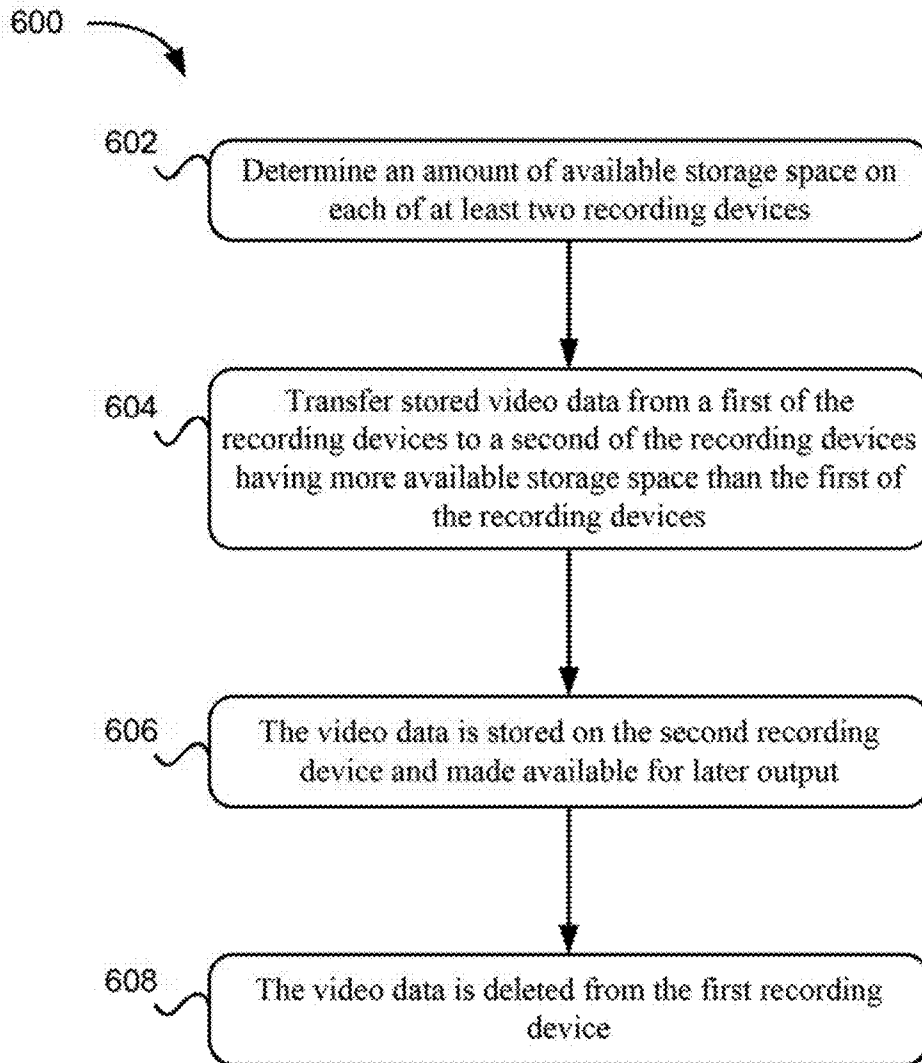 600
602
Determine an amount of available storage space on
each of at least two recording devices
604
Transfer stored video data from a first of the
recording devices to a second of the recording devices
having more available storage space than the first of
the recording devices
606
The video data is stored on the second recording
device and made available for later output
608
The video data is deleted from the first recording
device